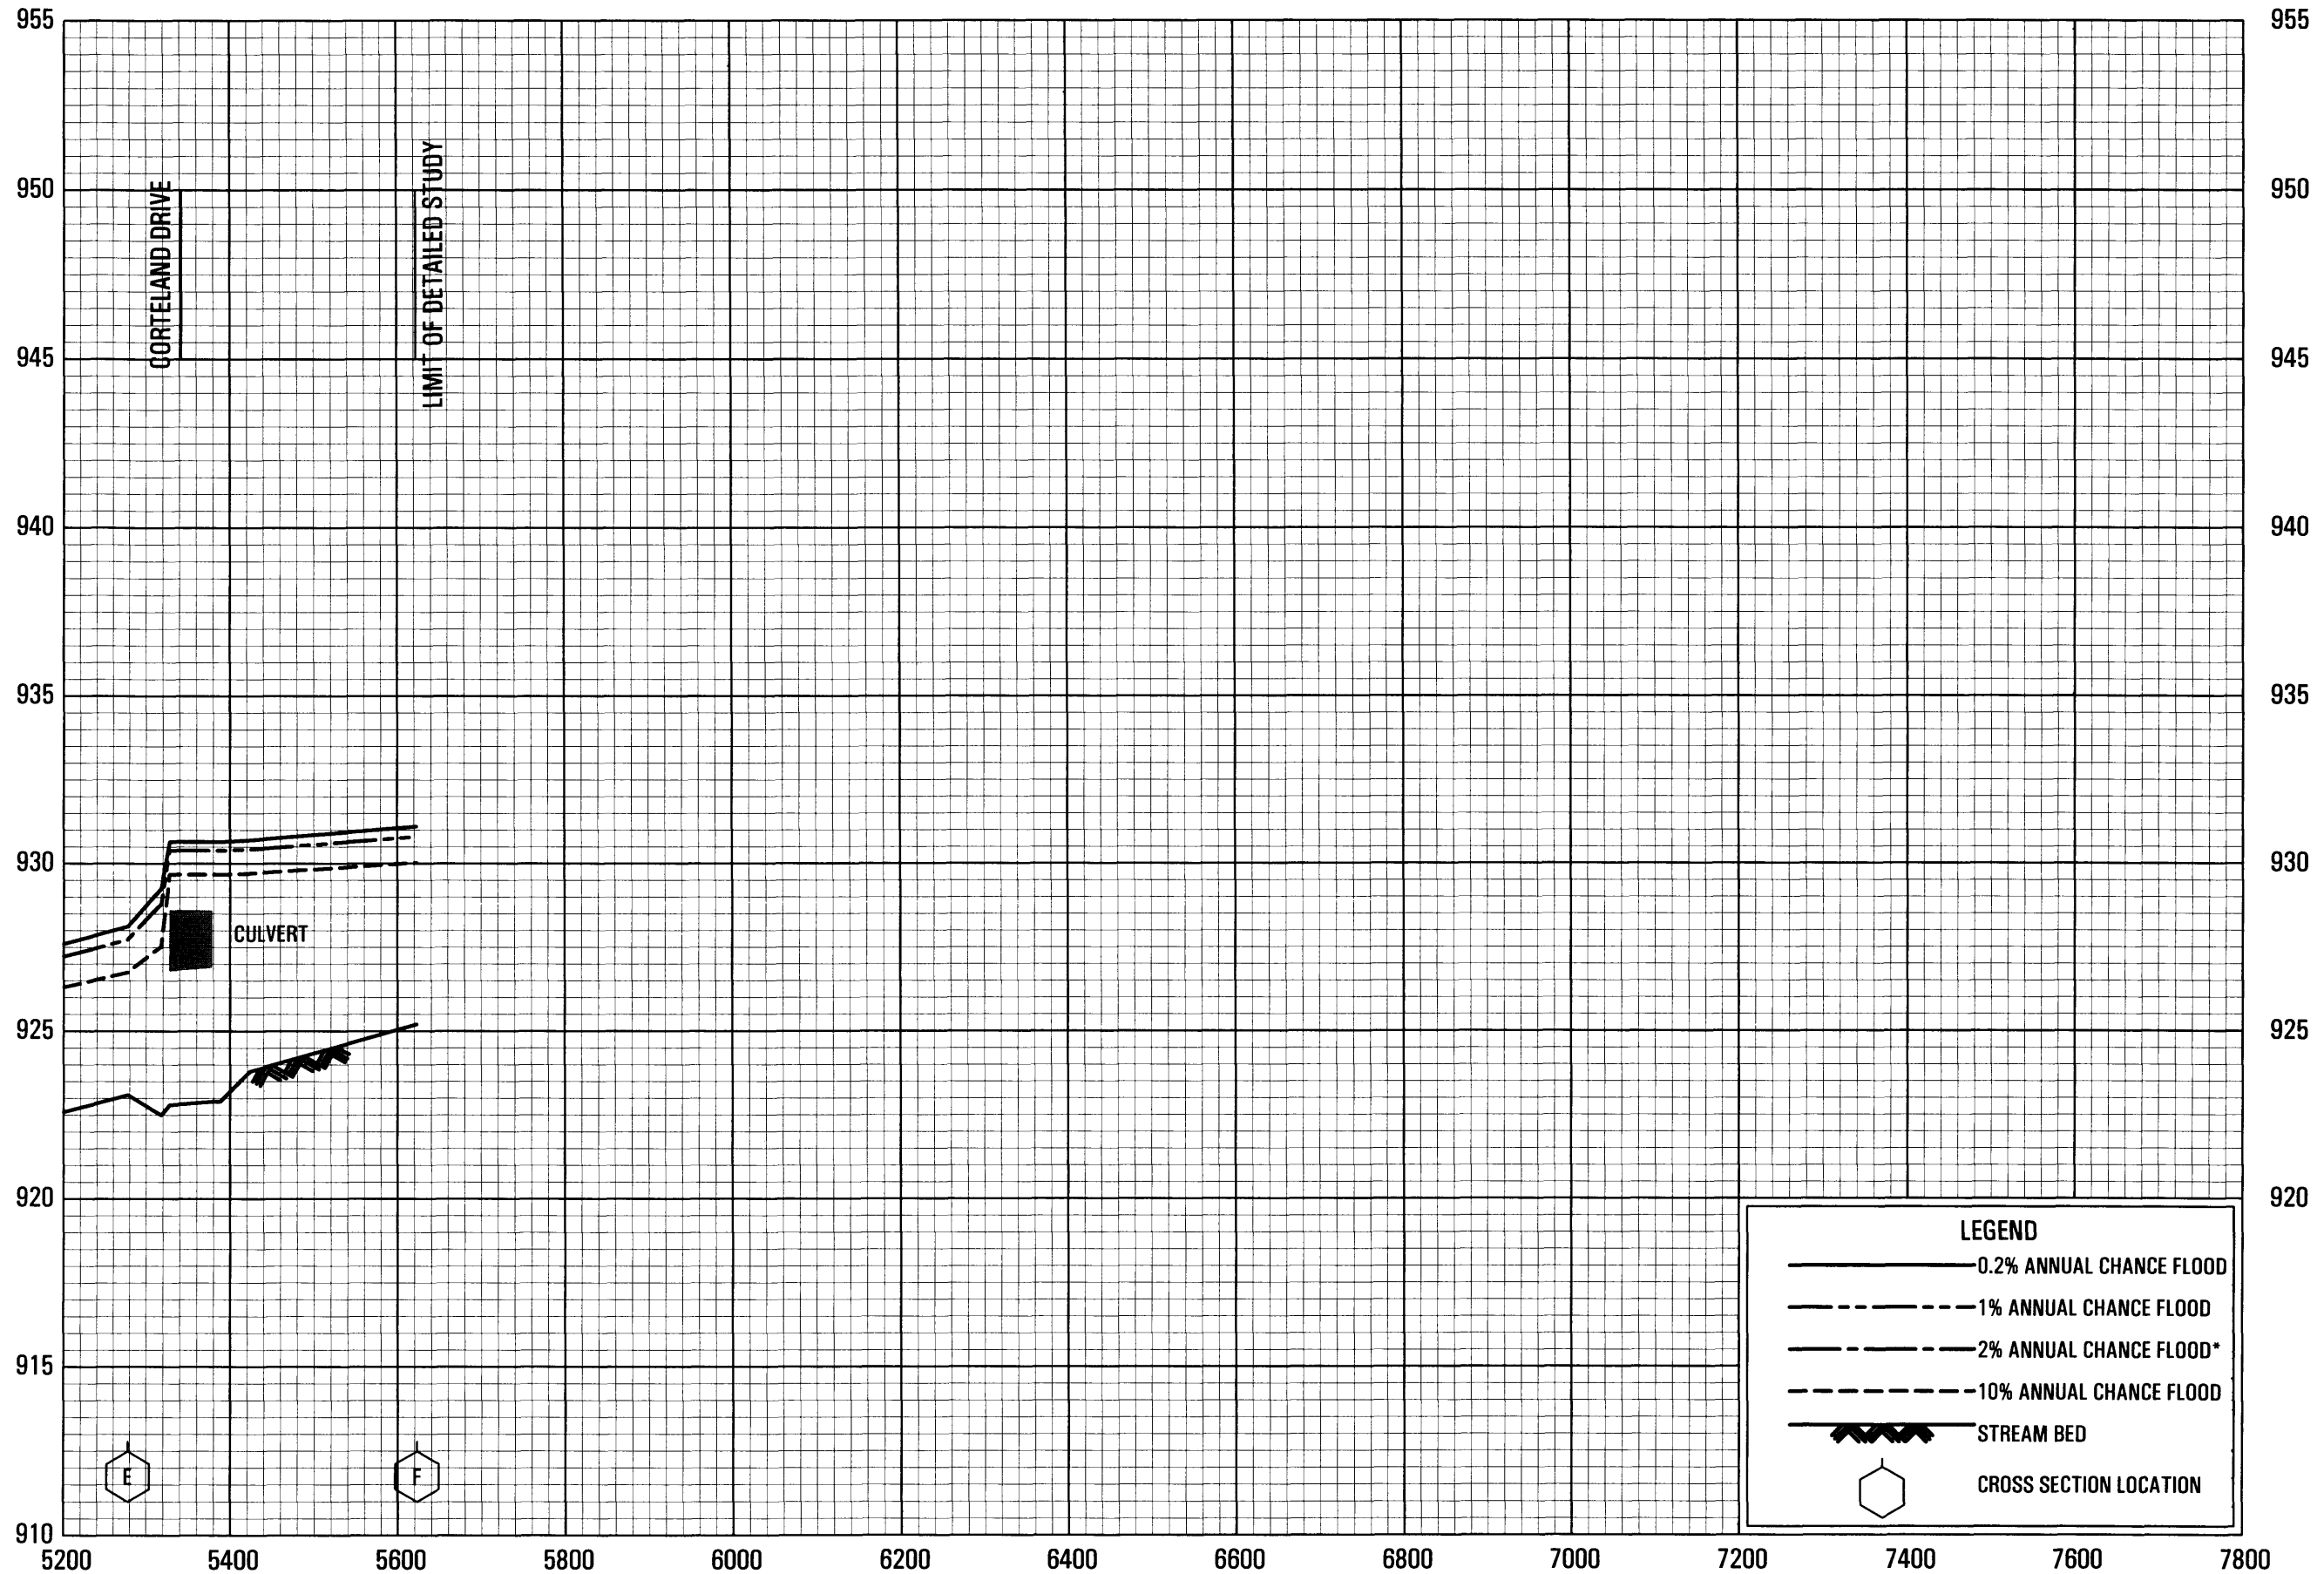 955
955
CORTELAND DRIVE
LIMIT OF DETAILED STUDY
950
950
945
945
940
940
935
935
930
930
CULVERT
925
925
920
920
LEGEND
0.2% ANNUAL CHANCE FLOOD
1% ANNUAL CHANCE FLOOD
2% ANNUAL CHANCE FLOOD*
10% ANNUAL CHANCE FLOOD
STREAM BED
CROSS SECTION LOCATION
915
E
F
910
5200
5400
5600
5800
6000
6200
6400
6600
6800
7000
7200
7400
7600
7800